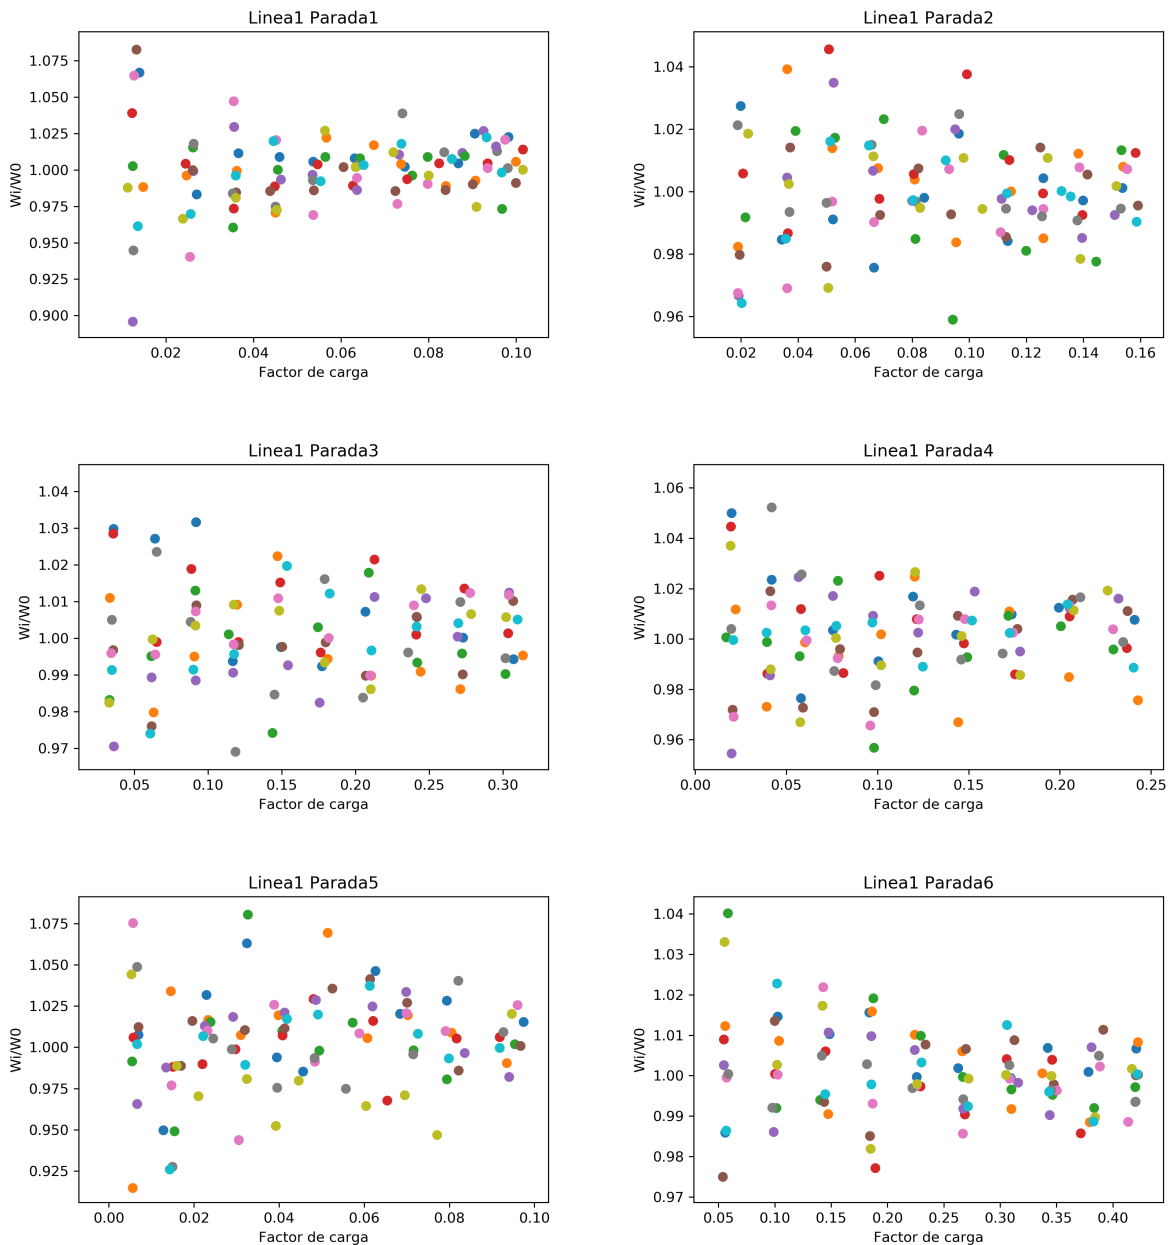 Linea1 Parada1
1.075
1.050
1.025
1.000
0.975
0.950
0.925
0.900
Wi/W0
0.02 0.04 0.06 0.08 0.10
Factor de carga
Linea1 Parada2
1.04
1.02
1.00
0.98
0.96
Wi/W0
0.02 0.04 0.06 0.08 0.10 0.12 0.14 0.16
Factor de carga
Linea1 Parada3
1.04
1.03
1.02
1.01
1.00
0.99
0.98
0.97
Wi/W0
0.05 0.10 0.15 0.20 0.25 0.30
Factor de carga
Linea1 Parada4
1.06
1.04
1.02
1.00
0.98
0.96
Wi/W0
0.00 0.05 0.10 0.15 0.20 0.25
Factor de carga
Linea1 Parada5
1.075
1.050
1.025
1.000
0.975
0.950
0.925
Wi/W0
0.00 0.02 0.04 0.06 0.08 0.10
Factor de carga
Linea1 Parada6
1.04
1.03
1.02
1.01
1.00
0.99
0.98
0.97
Wi/W0
0.05 0.10 0.15 0.20 0.25 0.30 0.35 0.40
Factor de carga